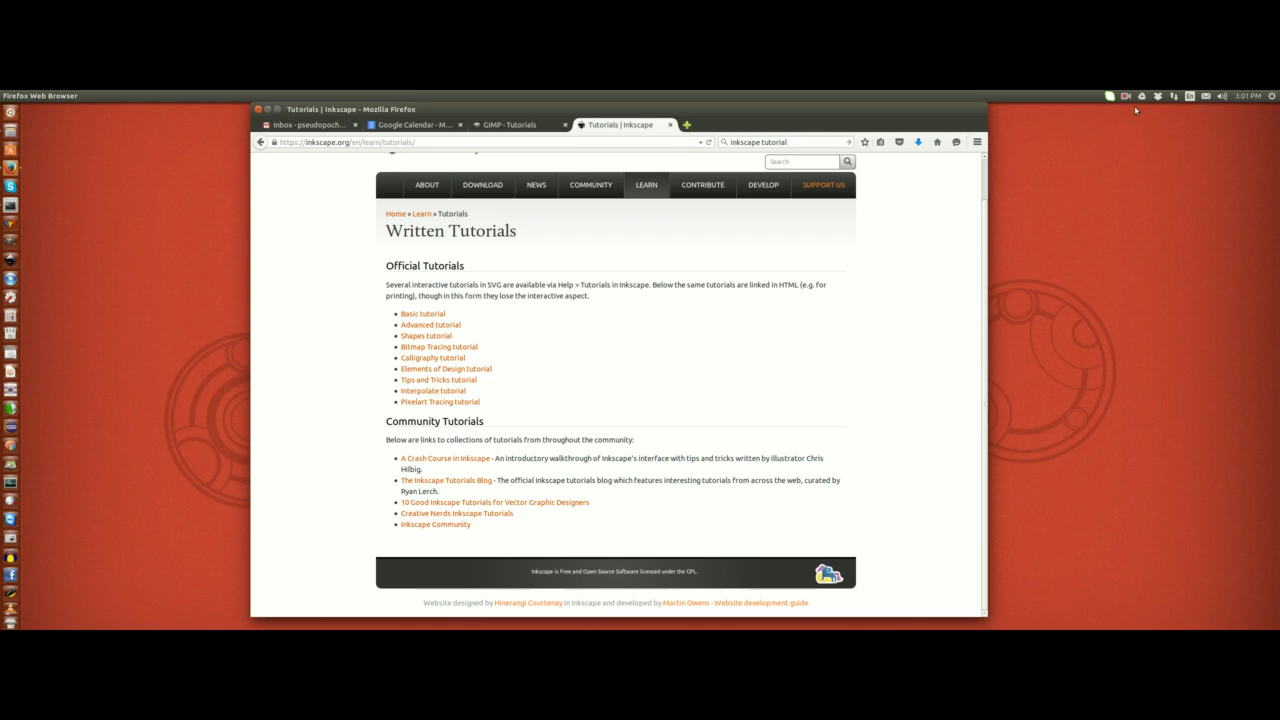 Firefox Web Browser
En
3:01 PM
Tutorials | Inkscape - Mozilla Firefox
Inbox - pseudopoch...
Google Calendar - M...
GIMP - Tutorials
Tutorials | Inkscape
https://inkscape.org/en/learn/tutorials/
inkscape tutorial
Search
ABOUT DOWNLOAD NEWS COMMUNITY LEARN CONTRIBUTE DEVELOP SUPPORT US
Home » Learn » Tutorials
Written Tutorials
Official Tutorials
Several interactive tutorials in SVG are available via Help > Tutorials in Inkscape. Below the same tutorials are linked in HTML (e.g. for
printing), though in this form they lose the interactive aspect.
Basic tutorial
Advanced tutorial
Shapes tutorial
Bitmap Tracing tutorial
Calligraphy tutorial
Elements of Design tutorial
Tips and Tricks tutorial
Interpolate tutorial
Pixelart Tracing tutorial
Community Tutorials
Below are links to collections of tutorials from throughout the community:
A Crash Course in Inkscape - An introductory walkthrough of Inkscape's interface with tips and tricks written by illustrator Chris
Hilbig.
The Inkscape Tutorials Blog - The official Inkscape tutorials blog which features interesting tutorials from across the web, curated by
Ryan Lerch.
10 Good Inkscape Tutorials for Vector Graphic Designers
Creative Nerds Inkscape Tutorials
Inkscape Community
Inkscape is Free and Open Source Software licensed under the GPL.
Website designed by Hinerangi Courtenay in Inkscape and developed by Martin Owens - Website development guide